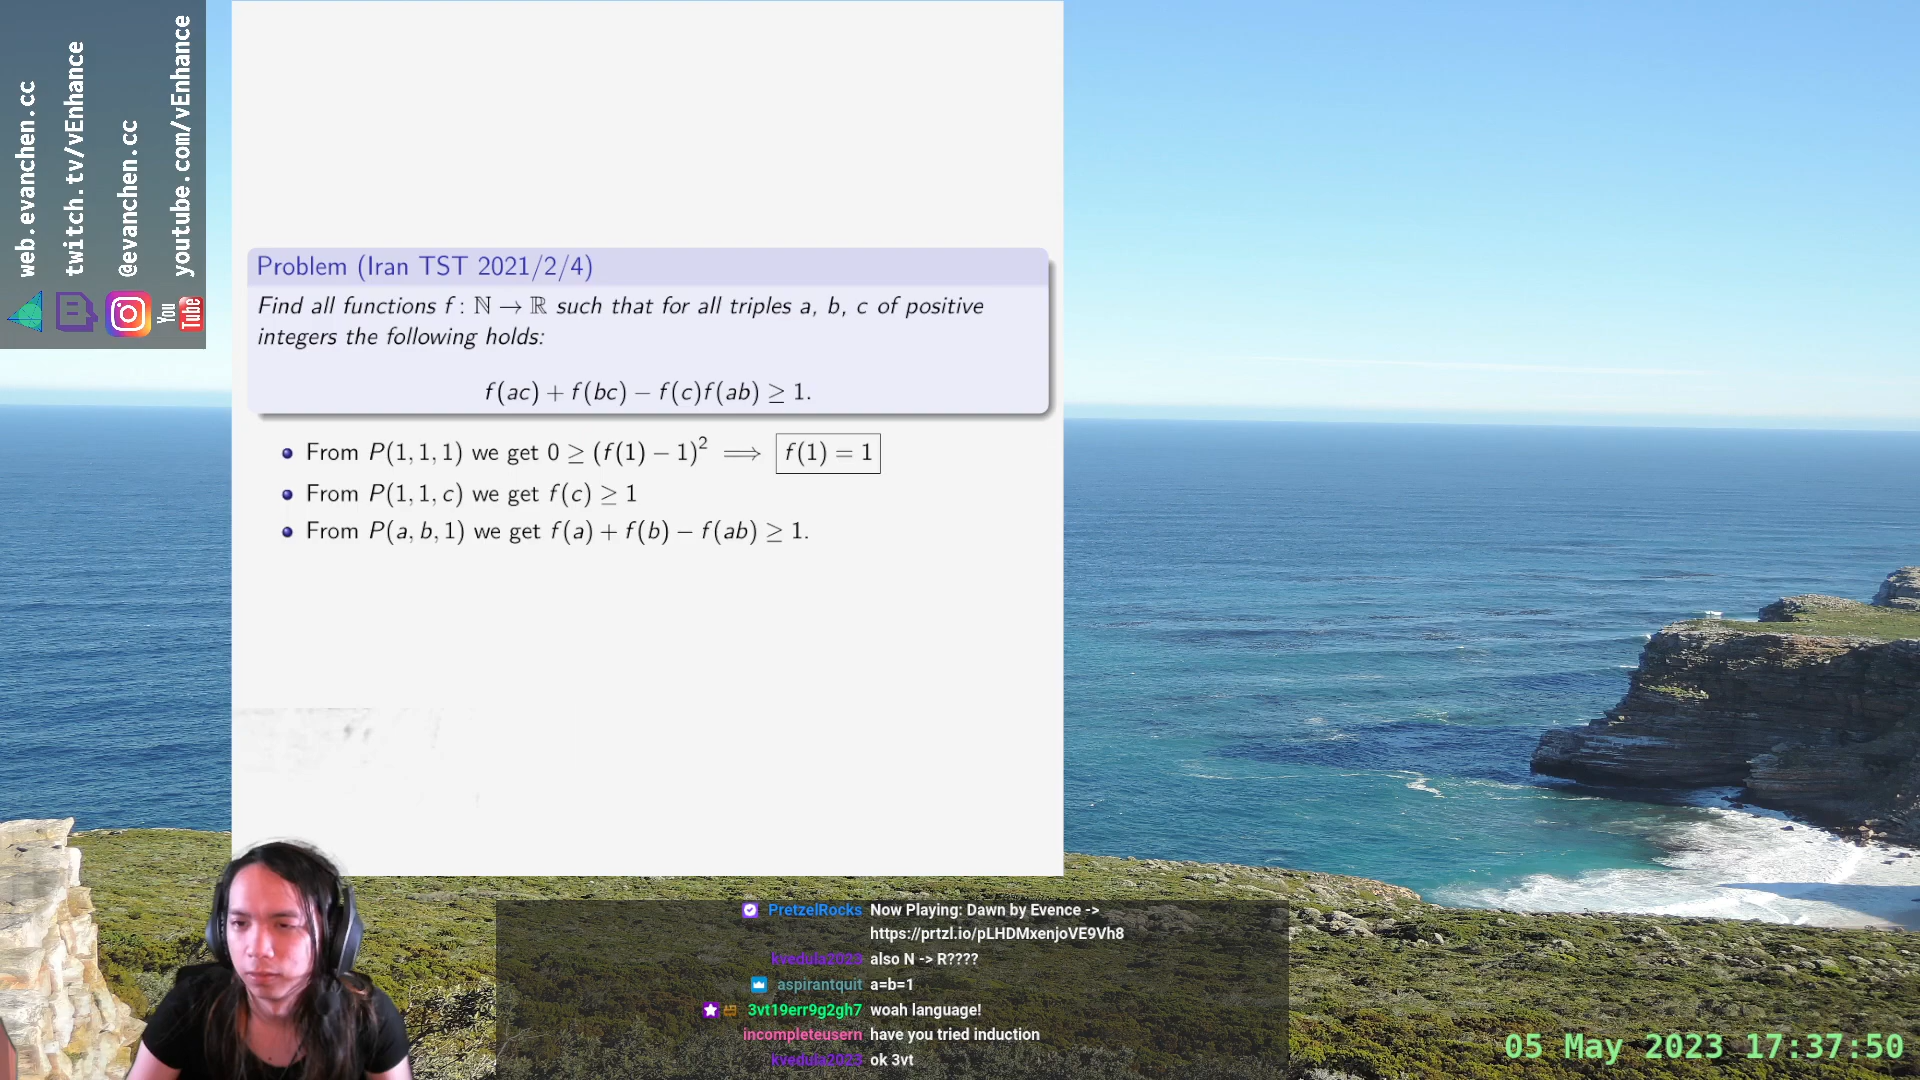 web.evanchen.cc
twitch.tv/vEnhance
@evanchen.cc
youtube.com/vEnhance
You
Tube
Problem (Iran TST 2021/2/4)
Find all functions f : ℕ → ℝ such that for all triples a, b, c of positive
integers the following holds:
f(ac) + f(bc) − f(c)f(ab) ≥ 1.
From P(1, 1, 1) we get 0 ≥ (f(1) − 1)² ⟹ f(1) = 1
From P(1, 1, c) we get f(c) ≥ 1
From P(a, b, 1) we get f(a) + f(b) − f(ab) ≥ 1.
PretzelRocks Now Playing: Dawn by Evence ->
https://prtzl.io/pLHDMxenjoVE9Vh8
kvedula2023 also N -> R????
aspirantquit a=b=1
3vt19err9g2gh7 woah language!
incompleteusern have you tried induction
kvedula2023 ok 3vt
05 May 2023 17:37:50